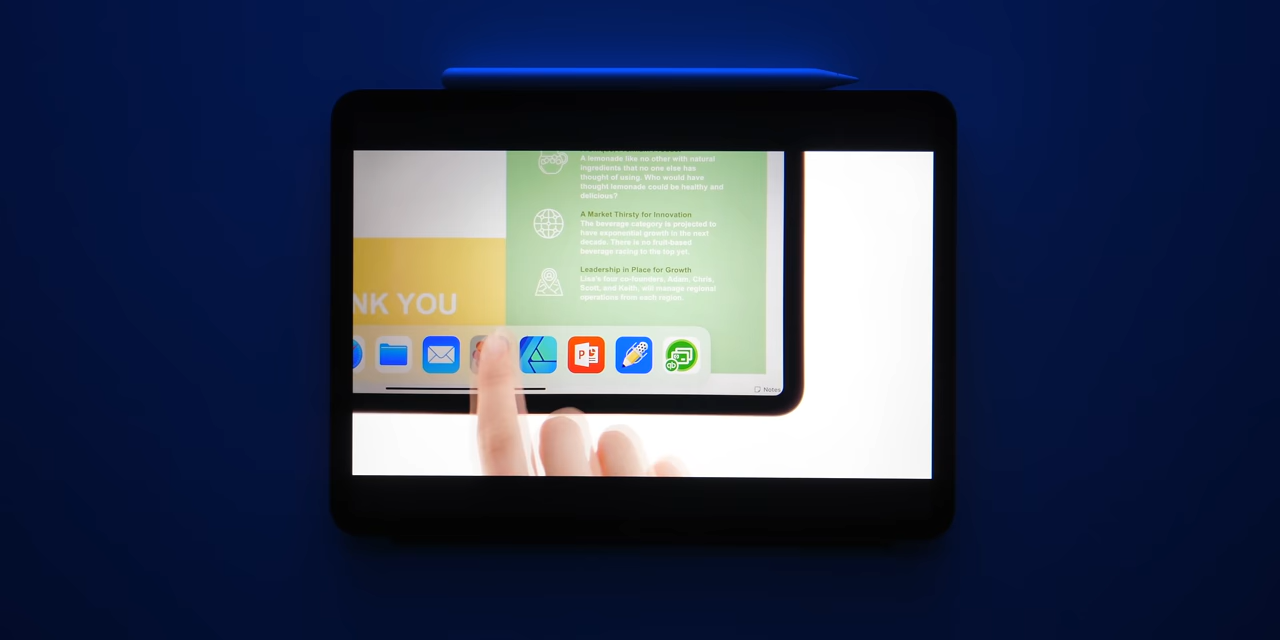 A lemonade like no other with natural
ingredients that no one else has
thought of using. Who would have
thought lemonade could be healthy and
delicious?
A Market Thirsty for Innovation
The beverage category is projected to
have exponential growth in the next
decade. There is no fruit-based
beverage racing to the top yet.
Leadership in Place for Growth
Lisa's four co-founders, Adam, Chris,
Scott, and Keith, will manage regional
operations from each region.
NK YOU
P
qb
Notes